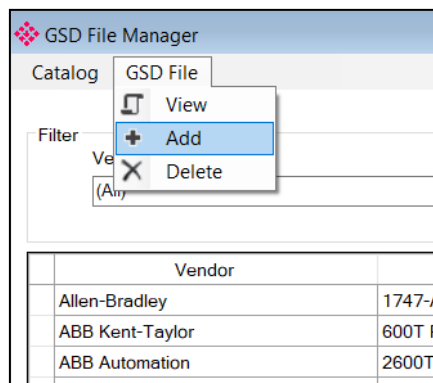 GSD File Manager
Catalog GSD File
View
Add
Delete
Filter
(All)
Vendor
Allen-Bradley 1747-
ABB Kent-Taylor 600T
ABB Automation 2600T